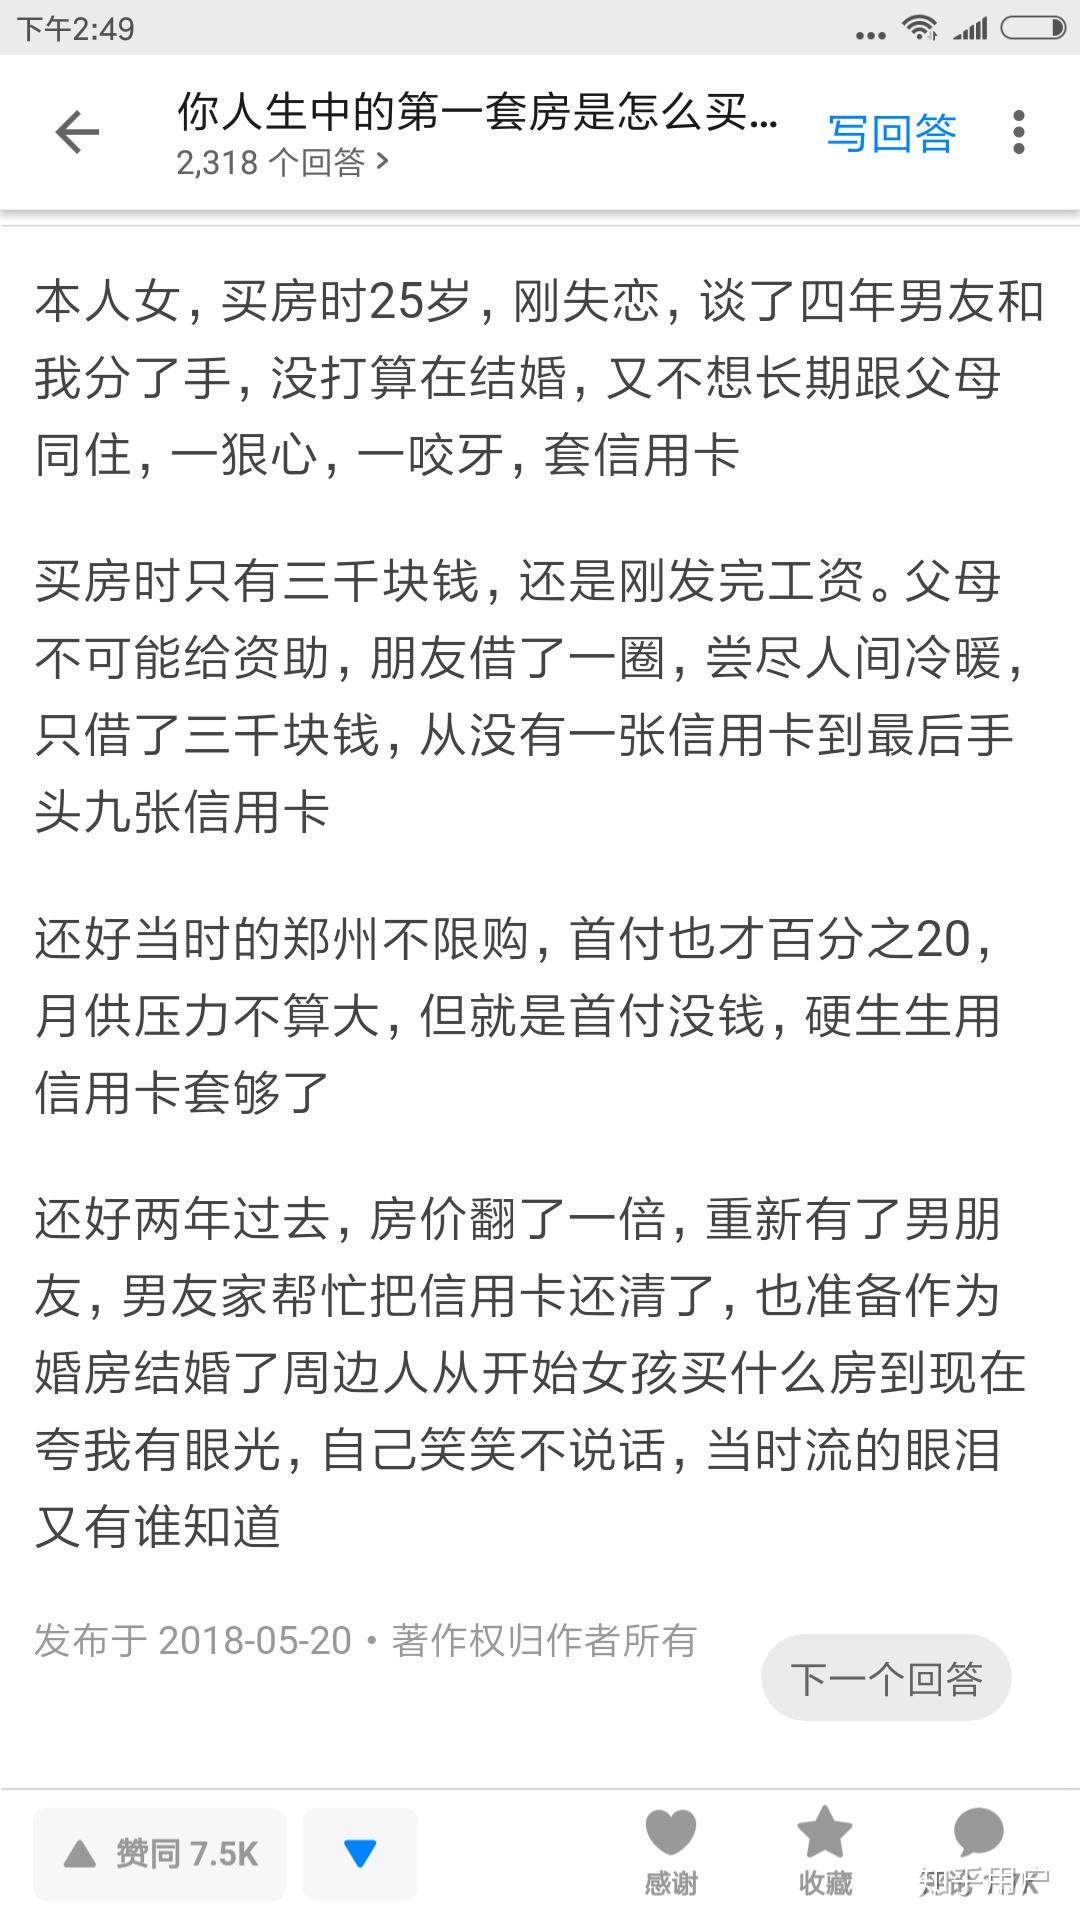 下午2:49
你人生中的第一套房是怎么买...
写回答
2,318 个回答 >
本人女，买房时25岁，刚失恋，谈了四年男友和
我分了手，没打算在结婚，又不想长期跟父母
同住，一狠心，一咬牙，套信用卡
买房时只有三千块钱，还是刚发完工资。父母
不可能给资助，朋友借了一圈，尝尽人间冷暖，
只借了三千块钱，从没有一张信用卡到最后手
头九张信用卡
还好当时的郑州不限购，首付也才百分之20，
月供压力不算大，但就是首付没钱，硬生生用
信用卡套够了
还好两年过去，房价翻了一倍，重新有了男朋
友，男友家帮忙把信用卡还清了，也准备作为
婚房结婚了周边人从开始女孩买什么房到现在
夸我有眼光，自己笑笑不说话，当时流的眼泪
又有谁知道
发布于 2018-05-20 · 著作权归作者所有
下一个回答
赞同 7.5K
感谢
收藏
知乎用户